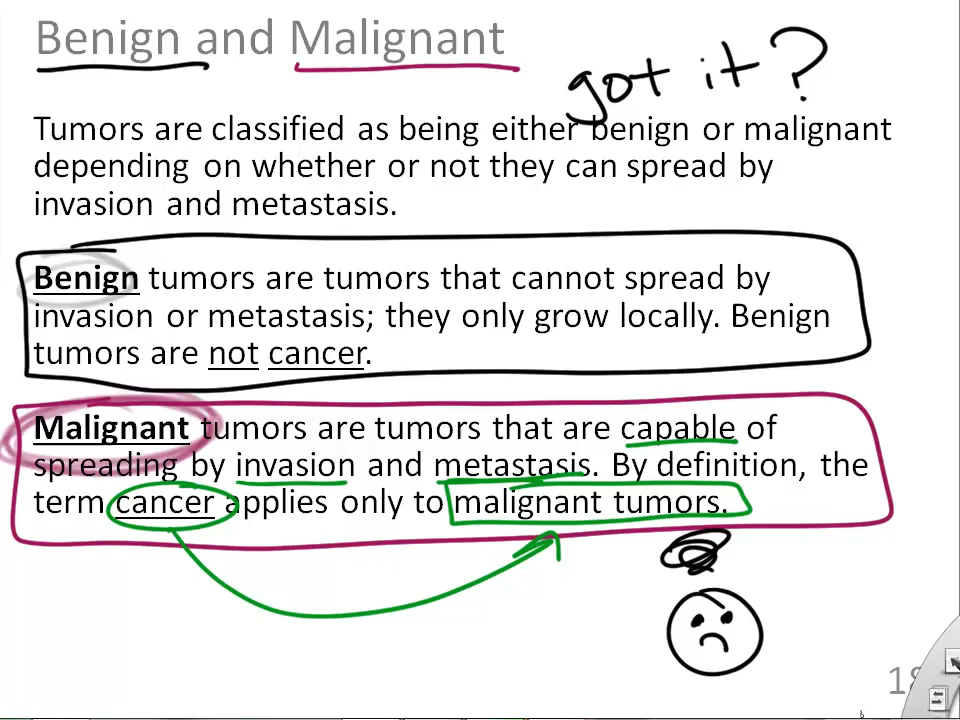 Benign and Malignant
got it?
Tumors are classified as being either benign or malignant
depending on whether or not they can spread by
invasion and metastasis.
Benign tumors are tumors that cannot spread by
invasion or metastasis; they only grow locally. Benign
tumors are not cancer.
Malignant tumors are tumors that are capable of
spreading by invasion and metastasis. By definition, the
term cancer applies only to malignant tumors.